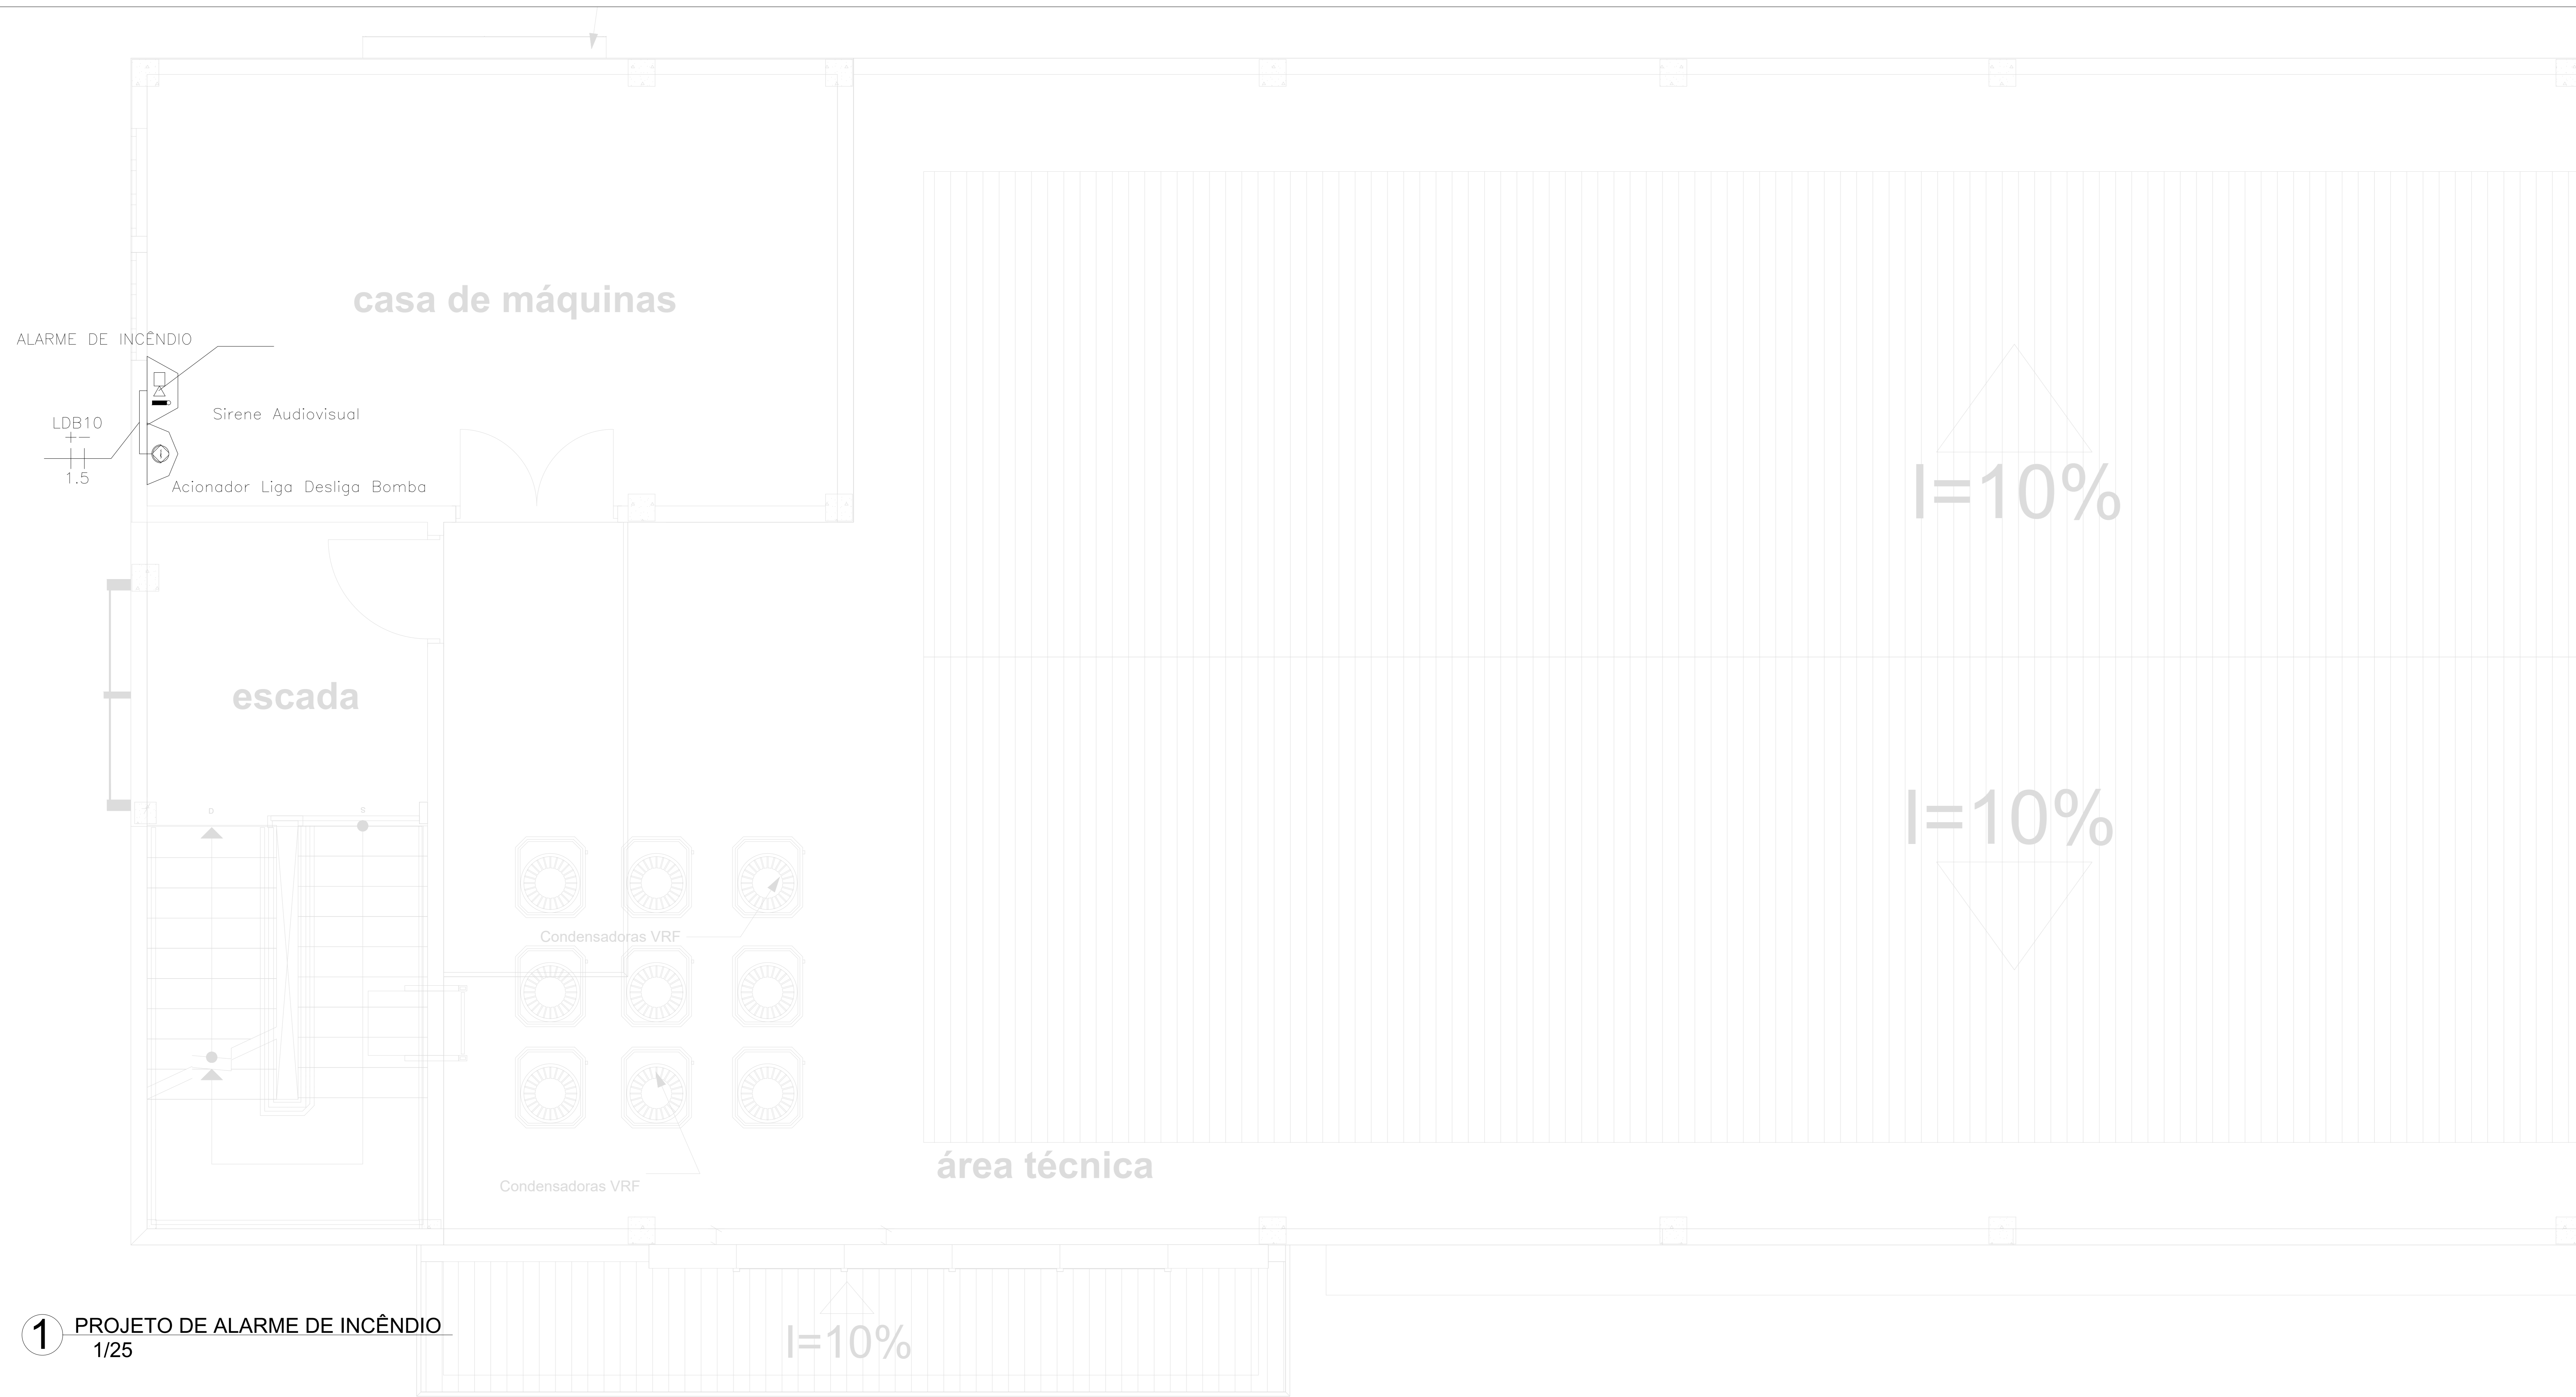 casa de máquinas
ALARME DE INCÊNDIO
Sirene Audiovisual
LDB10
1.5
Acionador Liga Desliga Bomba
I=10%
escada
I=10%
D
S
Condensadoras VRF
Condensadoras VRF
área técnica
I=10%
1
PROJETO DE ALARME DE INCÊNDIO
1/25